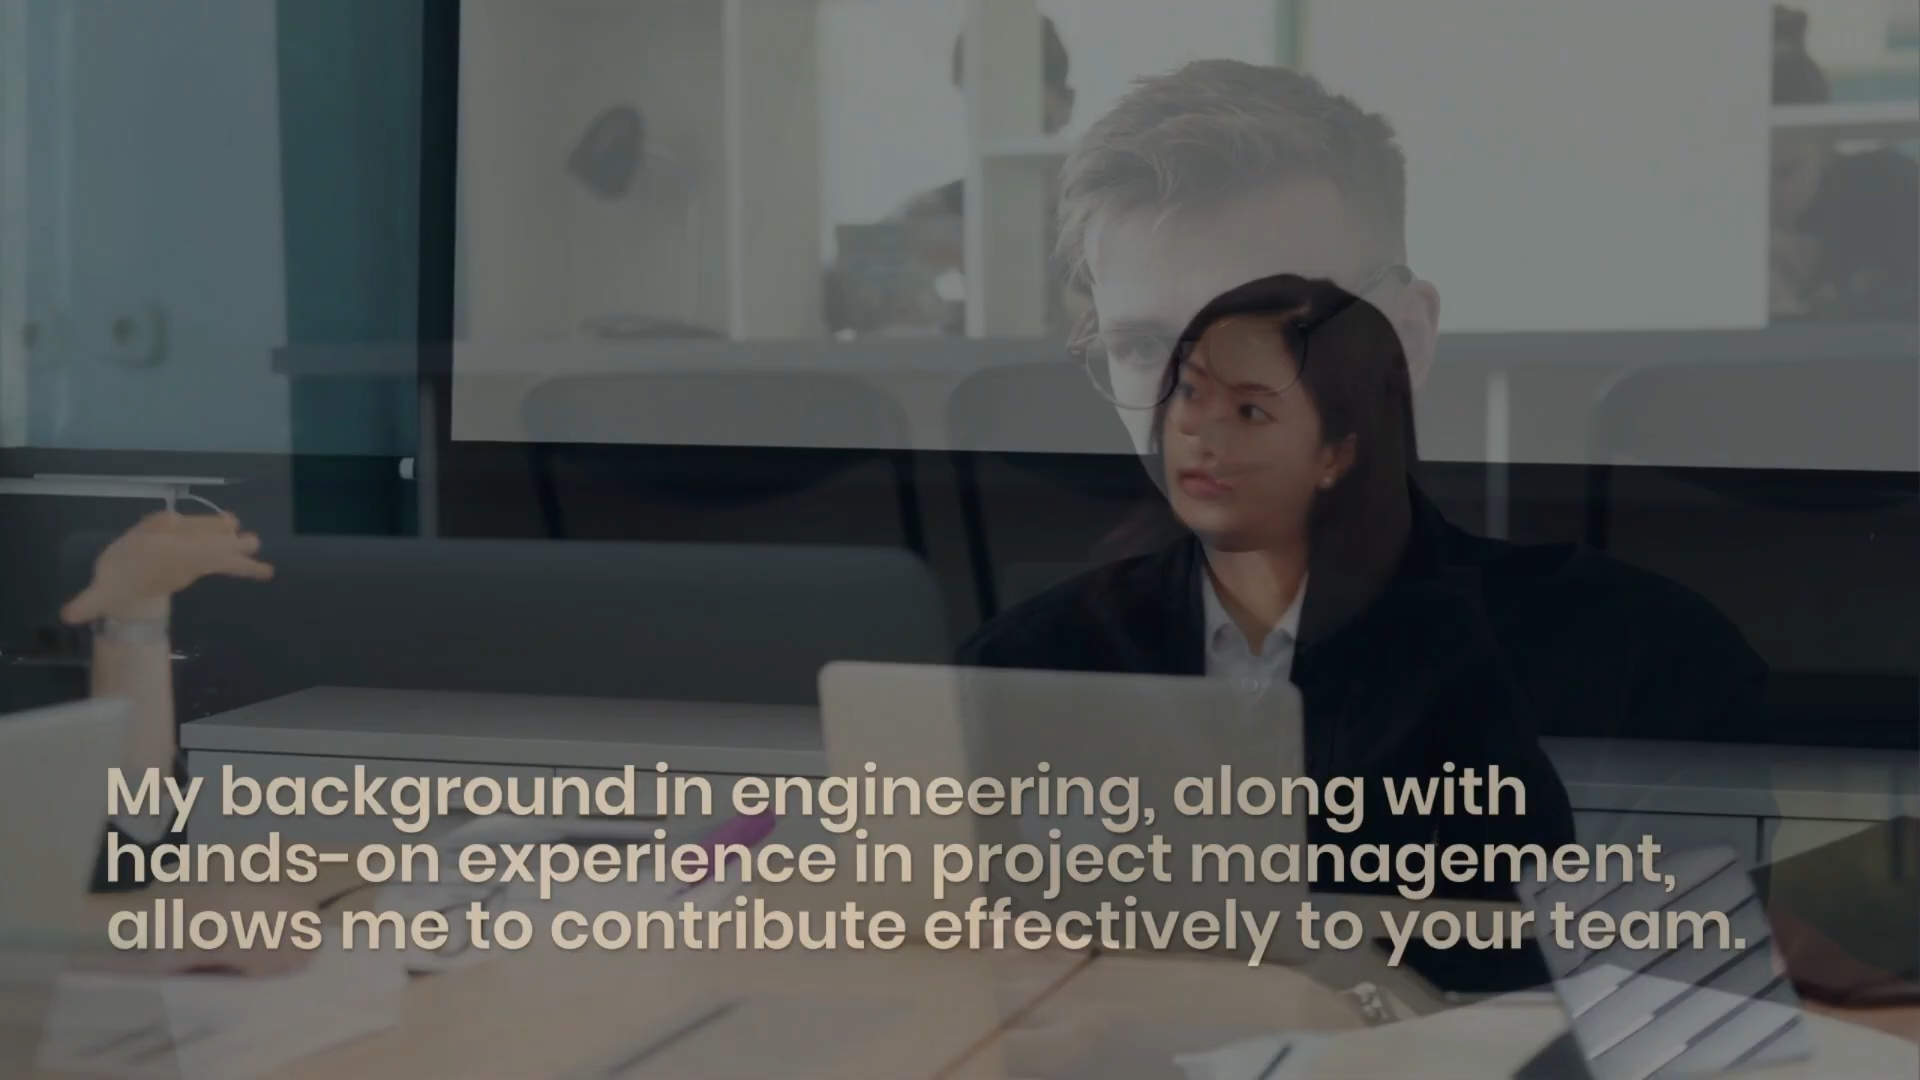 My background in engineering, along with
hands-on experience in project management,
allows me to contribute effectively to your team.